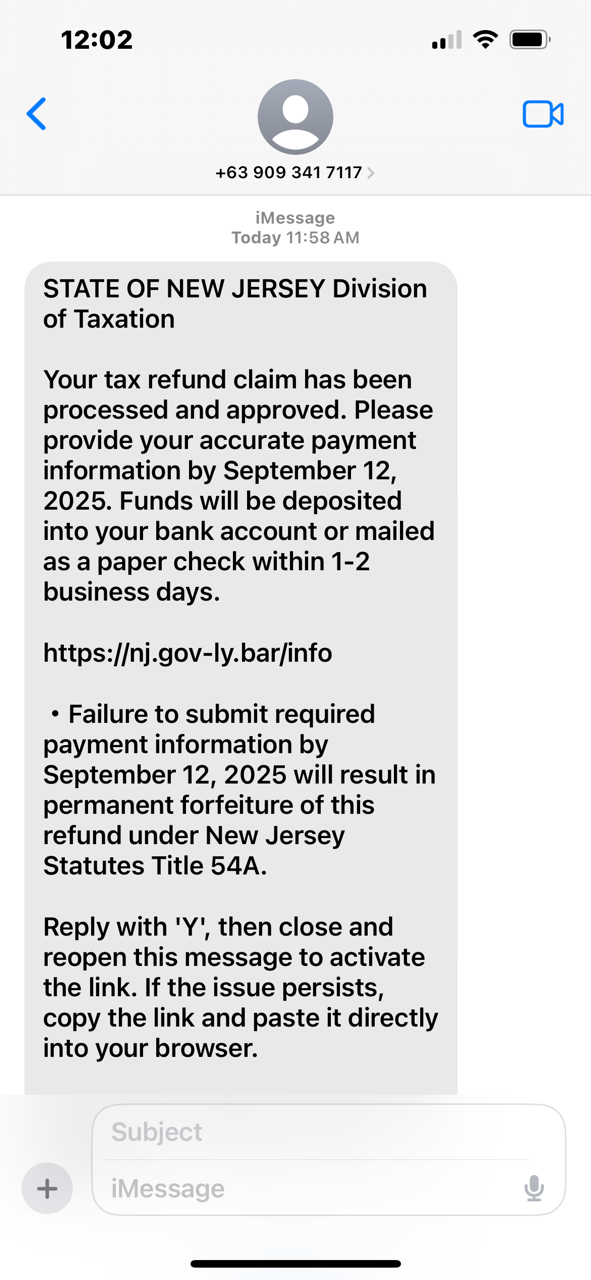 12:02
+63 909 341 7117
iMessage
Today 11:58 AM
STATE OF NEW JERSEY Division
of Taxation
Your tax refund claim has been
processed and approved. Please
provide your accurate payment
information by September 12,
2025. Funds will be deposited
into your bank account or mailed
as a paper check within 1-2
business days.
https://nj.gov-ly.bar/info
• Failure to submit required
payment information by
September 12, 2025 will result in
permanent forfeiture of this
refund under New Jersey
Statutes Title 54A.
Reply with 'Y', then close and
reopen this message to activate
the link. If the issue persists,
copy the link and paste it directly
into your browser.
Subject
iMessage